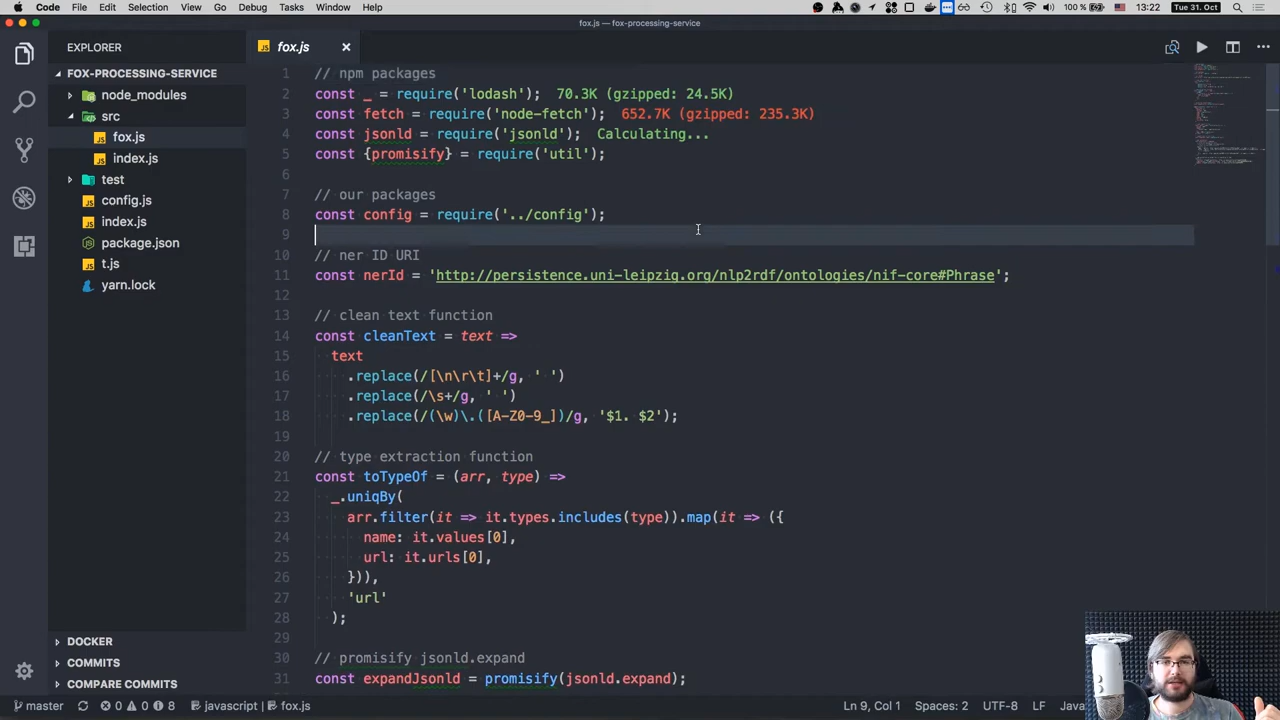 Code File Edit Selection View Go Debug Tasks Window Help 100 % 13:22 Tue 31. Oct
fox.js — fox-processing-service
EXPLORER
FOX-PROCESSING-SERVICE
node_modules
src
JS fox.js
JS index.js
test
JS config.js
JS index.js
package.json
JS t.js
yarn.lock
DOCKER
COMMITS
COMPARE COMMITS
JS fox.js
1 // npm packages
2 const _ = require('lodash'); 70.3K (gzipped: 24.5K)
3 const fetch = require('node-fetch'); 652.7K (gzipped: 235.3K)
4 const jsonld = require('jsonld'); Calculating...
5 const {promisify} = require('util');
6
7 // our packages
8 const config = require('../config');
9
10 // ner ID URI
11 const nerId = 'http://persistence.uni-leipzig.org/nlp2rdf/ontologies/nif-core#Phrase';
12
13 // clean text function
14 const cleanText = text =>
15 text
16 .replace(/[\n\r\t]+/g, ' ')
17 .replace(/\s+/g, ' ')
18 .replace(/(\w)\.([A-Z0-9_])/g, '$1. $2');
19
20 // type extraction function
21 const toTypeOf = (arr, type) =>
22 _.uniqBy(
23 arr.filter(it => it.types.includes(type)).map(it => ({
24 name: it.values[0],
25 url: it.urls[0],
26 })),
27 'url'
28 );
29
30 // promisify jsonld.expand
31 const expandJsonld = promisify(jsonld.expand);
master 0 0 8 javascript fox.js Ln 9, Col 1 Spaces: 2 UTF-8 LF